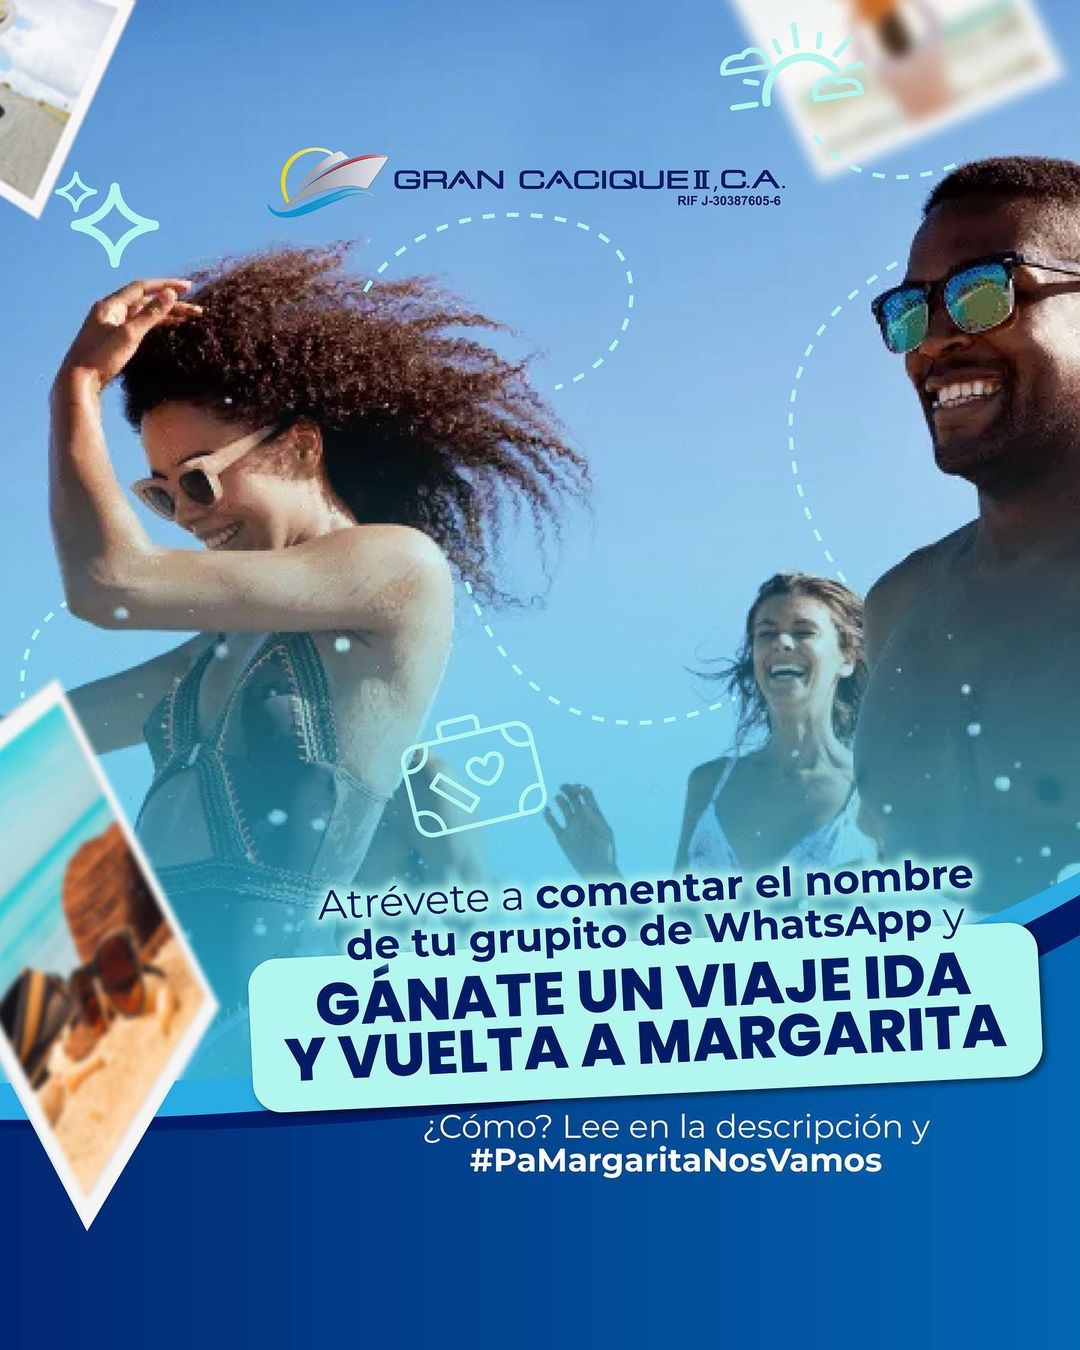 GRAN CACIQUE II, C.A.
RIF J-30387605-6
Atrévete a comentar el nombre
de tu grupito de WhatsApp y
GÁNATE UN VIAJE IDA
Y VUELTA A MARGARITA
¿Cómo? Lee en la descripción y
#PaMargaritaNosVamos